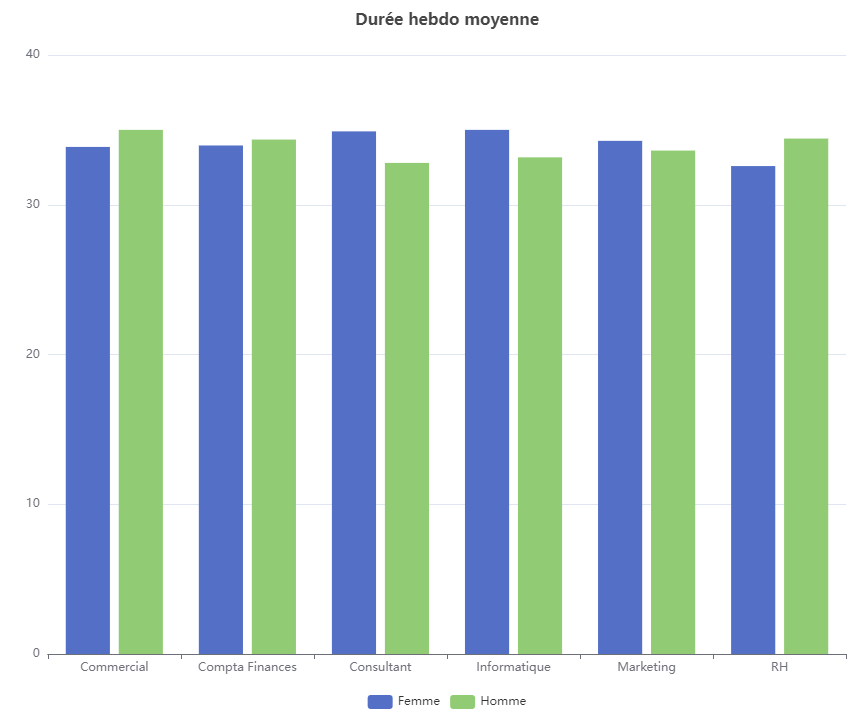 Durée hebdo moyenne
40
30
20
10
0
Commercial Compta Finances Consultant Informatique Marketing RH
Femme Homme